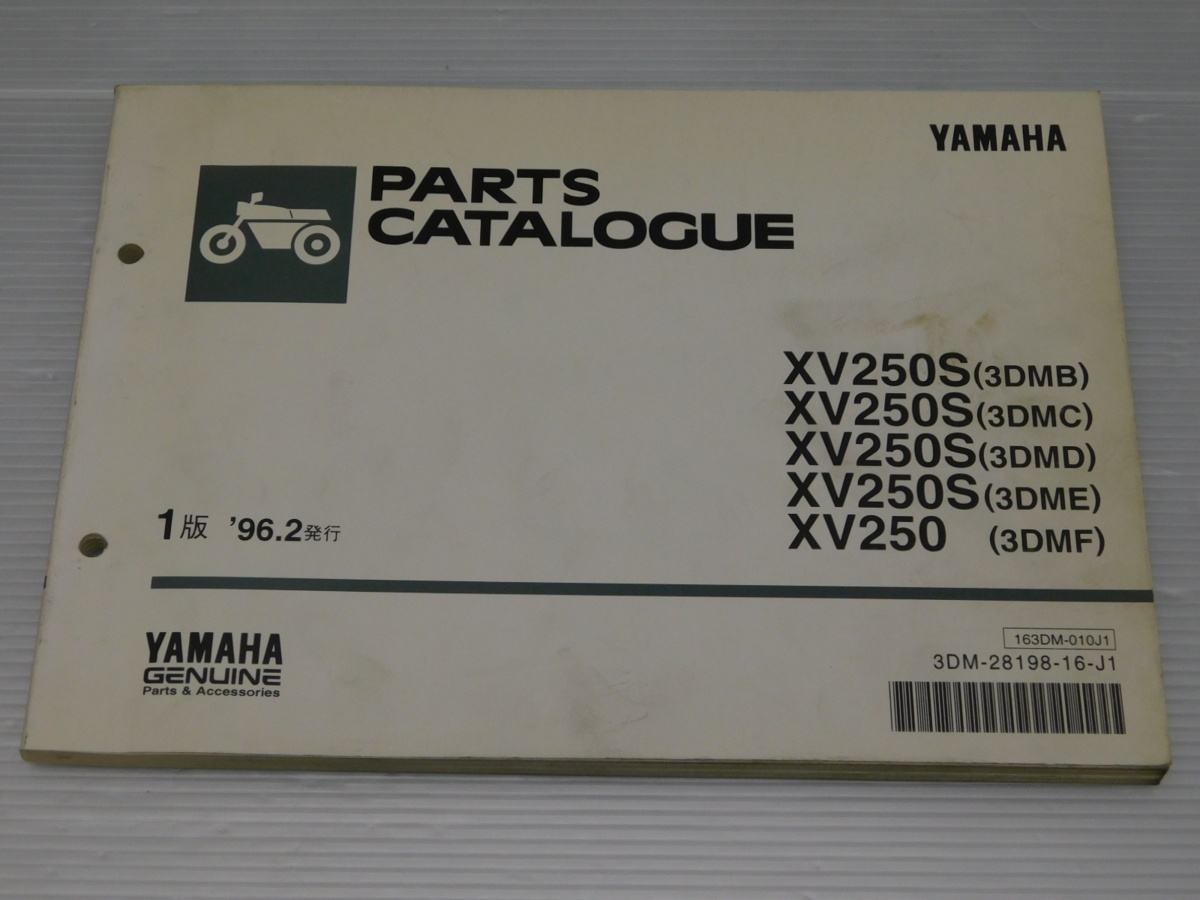 YAMAHA
PARTS
CATALOGUE
XV250S(3DMB)
XV250S(3DMC)
XV250S(3DMD)
XV250S(3DME)
XV250 (3DMF)
1版 ’96.2発行
YAMAHA
GENUINE
Parts & Accessories
163DM-010J1
3DM-28198-16-J1